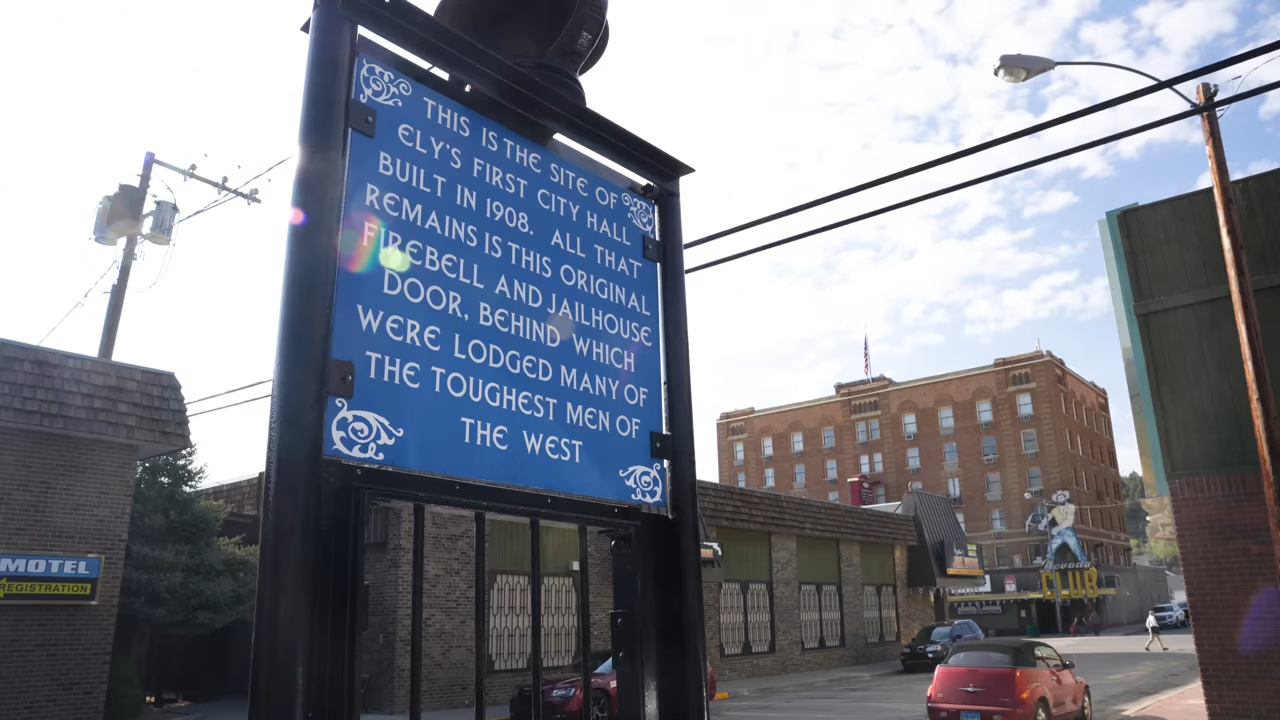 THIS IS THE SITE OF
ELY'S FIRST CITY HALL
BUILT IN 1908. ALL THAT
REMAINS IS THIS ORIGINAL
FIREBELL AND JAILHOUSE
DOOR, BEHIND WHICH
WERE LODGED MANY OF
THE TOUGHEST MEN OF
THE WEST
MOTEL
REGISTRATION
Nevada
CLUB